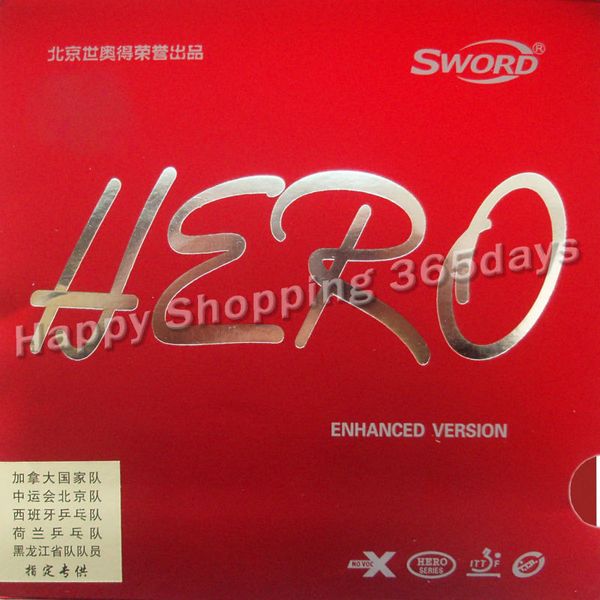 北京世奥得荣誉出品
SWORD®
HERO
Happy Shopping 365days
ENHANCED VERSION
加拿大国家队
中运会北京队
西班牙乒乓队
荷兰乒乓队
黑龙江省队队员
指定专供
NO VOC X
HERO
SERIES
ITTF